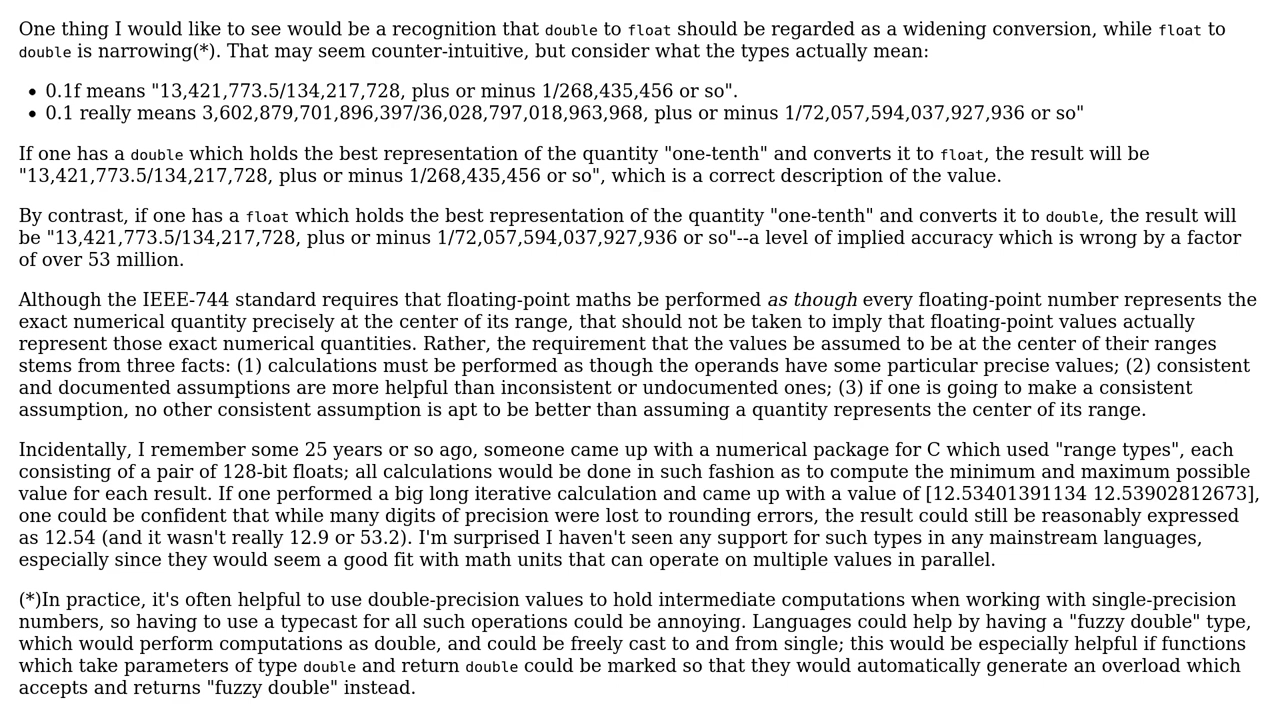 One thing I would like to see would be a recognition that double to float should be regarded as a widening conversion, while float to
double is narrowing(*). That may seem counter-intuitive, but consider what the types actually mean:
• 0.1f means "13,421,773.5/134,217,728, plus or minus 1/268,435,456 or so".
• 0.1 really means 3,602,879,701,896,397/36,028,797,018,963,968, plus or minus 1/72,057,594,037,927,936 or so"
If one has a double which holds the best representation of the quantity "one-tenth" and converts it to float, the result will be
"13,421,773.5/134,217,728, plus or minus 1/268,435,456 or so", which is a correct description of the value.
By contrast, if one has a float which holds the best representation of the quantity "one-tenth" and converts it to double, the result will
be "13,421,773.5/134,217,728, plus or minus 1/72,057,594,037,927,936 or so"--a level of implied accuracy which is wrong by a factor
of over 53 million.
Although the IEEE-744 standard requires that floating-point maths be performed as though every floating-point number represents the
exact numerical quantity precisely at the center of its range, that should not be taken to imply that floating-point values actually
represent those exact numerical quantities. Rather, the requirement that the values be assumed to be at the center of their ranges
stems from three facts: (1) calculations must be performed as though the operands have some particular precise values; (2) consistent
and documented assumptions are more helpful than inconsistent or undocumented ones; (3) if one is going to make a consistent
assumption, no other consistent assumption is apt to be better than assuming a quantity represents the center of its range.
Incidentally, I remember some 25 years or so ago, someone came up with a numerical package for C which used "range types", each
consisting of a pair of 128-bit floats; all calculations would be done in such fashion as to compute the minimum and maximum possible
value for each result. If one performed a big long iterative calculation and came up with a value of [12.53401391134 12.53902812673],
one could be confident that while many digits of precision were lost to rounding errors, the result could still be reasonably expressed
as 12.54 (and it wasn't really 12.9 or 53.2). I'm surprised I haven't seen any support for such types in any mainstream languages,
especially since they would seem a good fit with math units that can operate on multiple values in parallel.
(*)In practice, it's often helpful to use double-precision values to hold intermediate computations when working with single-precision
numbers, so having to use a typecast for all such operations could be annoying. Languages could help by having a "fuzzy double" type,
which would perform computations as double, and could be freely cast to and from single; this would be especially helpful if functions
which take parameters of type double and return double could be marked so that they would automatically generate an overload which
accepts and returns "fuzzy double" instead.